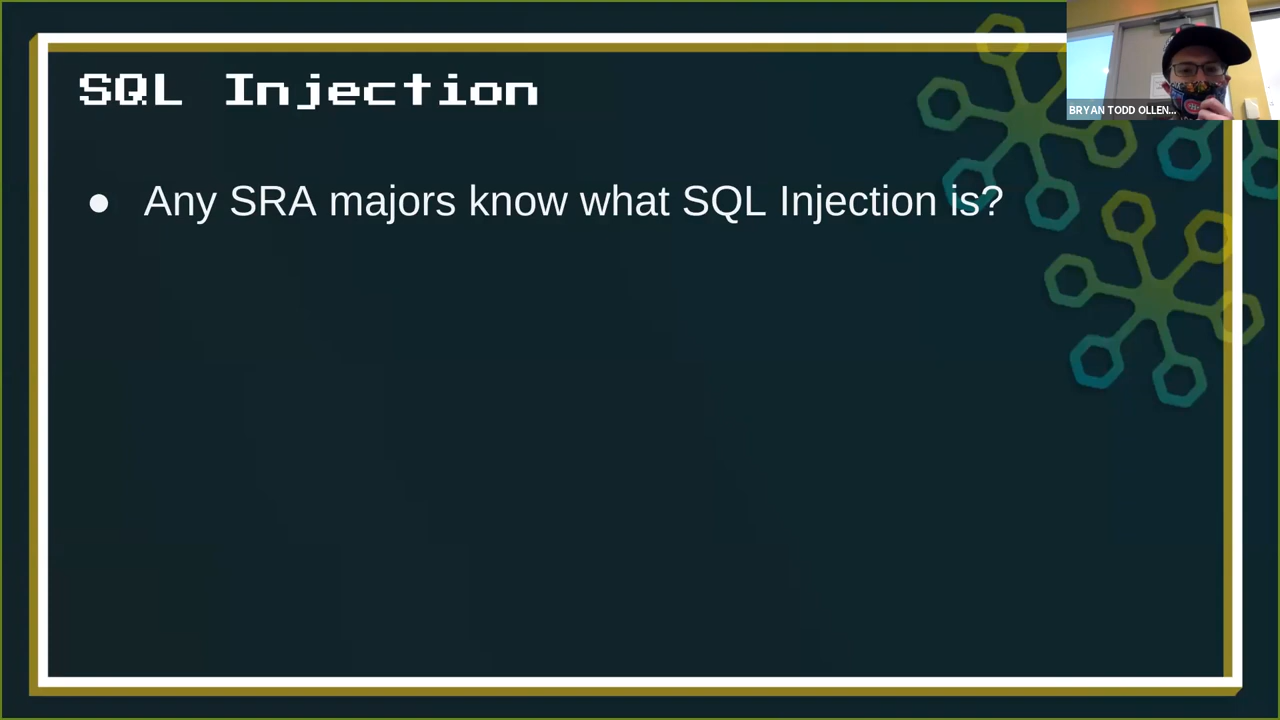 SQL Injection
● Any SRA majors know what SQL Injection is?
BRYAN TODD OLLEN...